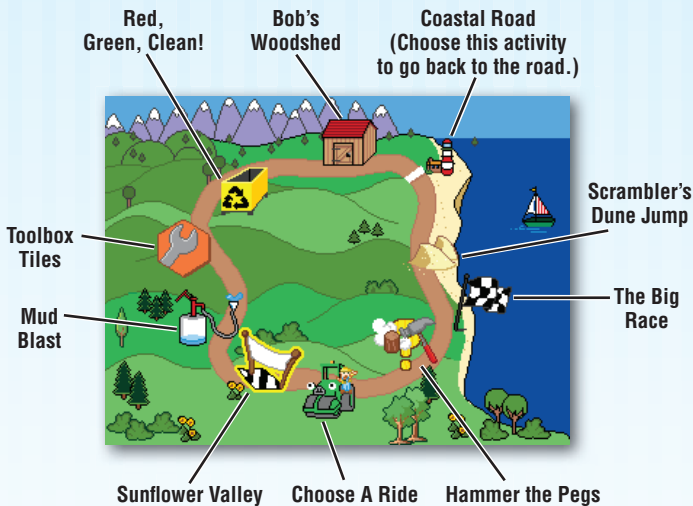 Red,
Green, Clean!
Bob's
Woodshed
Coastal Road
(Choose this activity
to go back to the road.)
Scrambler's
Dune Jump
Toolbox
Tiles
The Big
Race
Mud
Blast
Sunflower Valley
Choose A Ride
Hammer the Pegs